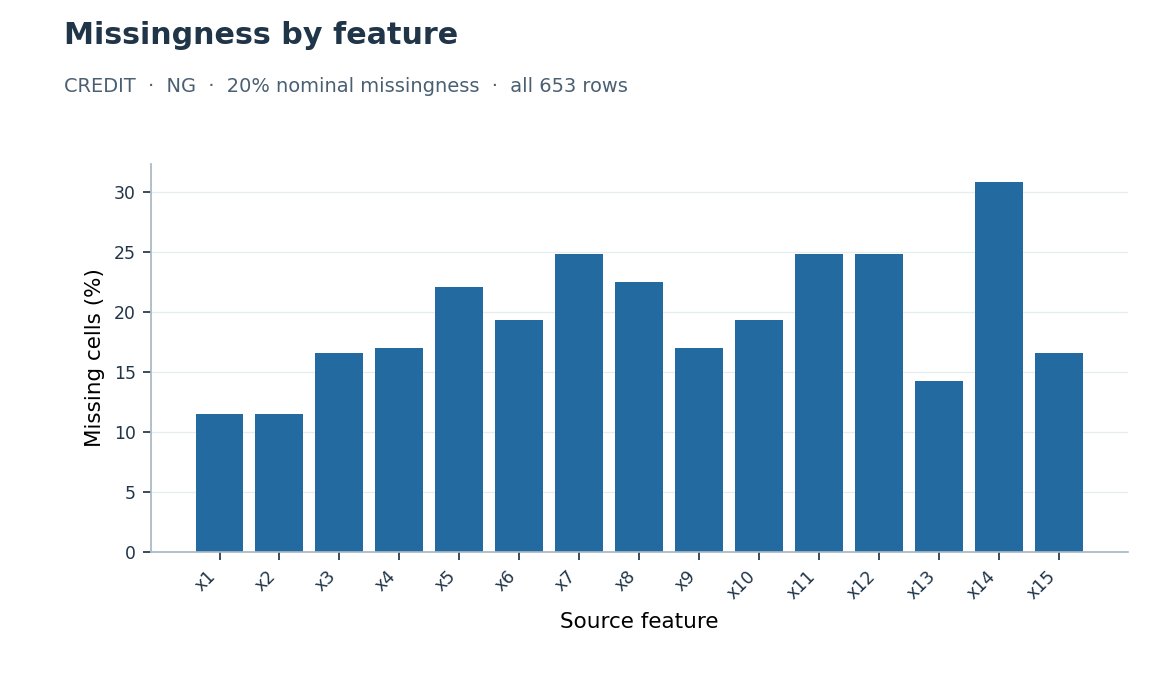 Missingness by feature
CREDIT · NG · 20% nominal missingness · all 653 rows
Missing cells (%)
30
25
20
15
10
5
0
x1 x2 x3 x4 x5 x6 x7 x8 x9 x10 x11 x12 x13 x14 x15
Source feature